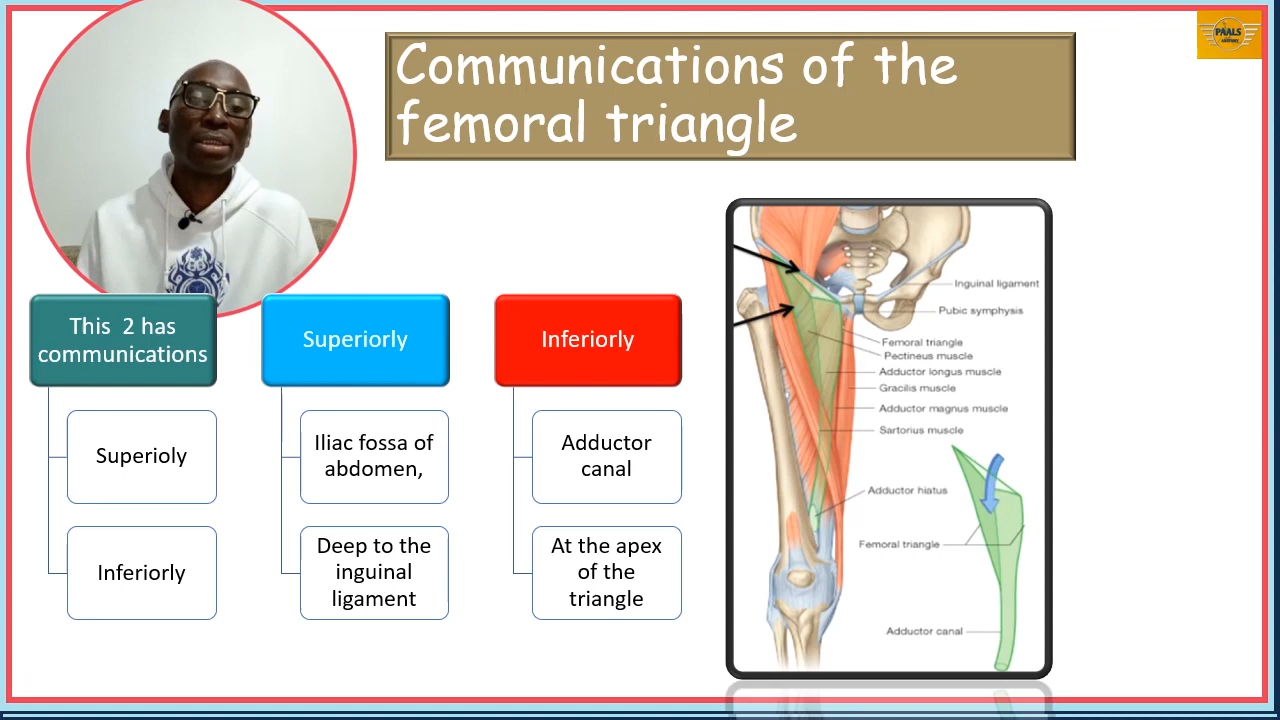 PAALS
Communications of the
femoral triangle
This 2 has
communications
Superioly
Inferiorly
Superiorly
Iliac fossa of
abdomen,
Deep to the
inguinal
ligament
Inferiorly
Adductor
canal
At the apex
of the
triangle
Inguinal ligament
Pubic symphysis
Femoral triangle
Pectineus muscle
Adductor longus muscle
Gracilis muscle
Adductor magnus muscle
Sartorius muscle
Adductor hiatus
Femoral triangle
Adductor canal